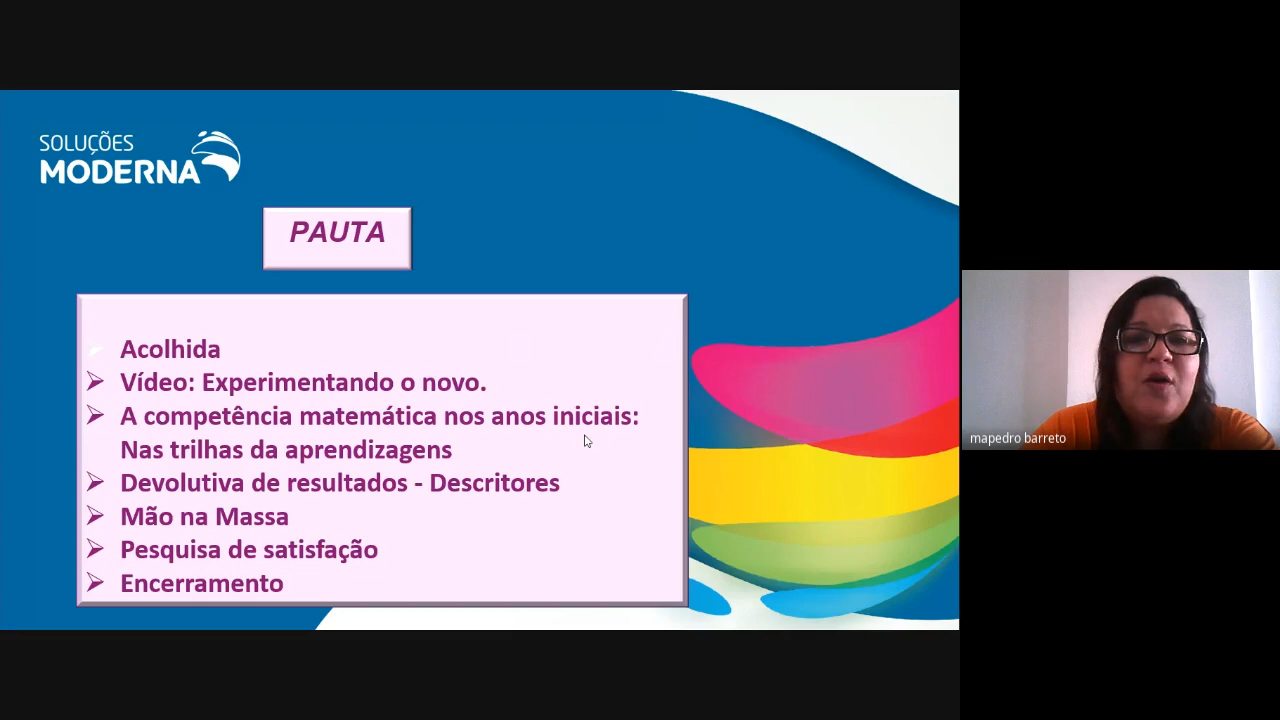 SOLUÇÕES
MODERNA
PAUTA
Acolhida
Vídeo: Experimentando o novo.
A competência matemática nos anos iniciais:
Nas trilhas da aprendizagens
Devolutiva de resultados - Descritores
Mão na Massa
Pesquisa de satisfação
Encerramento
mapedro barreto